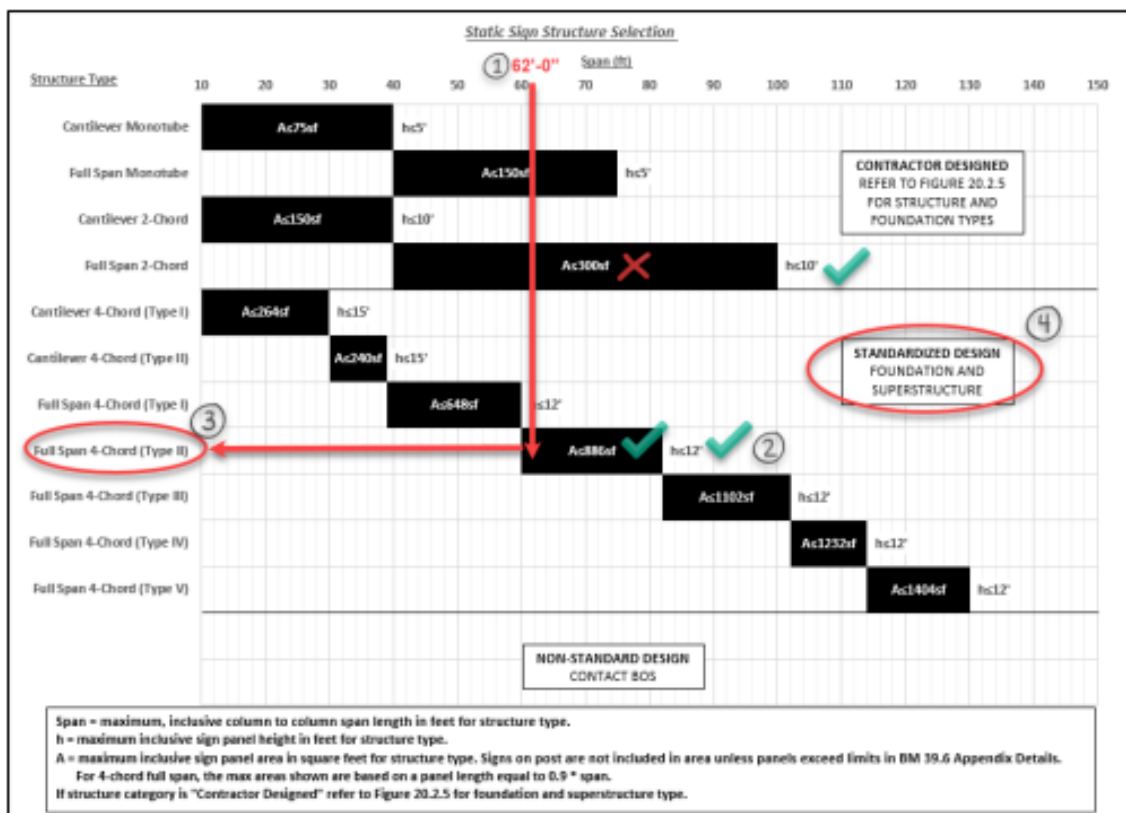 Static Sign Structure Selection
① 62'-0" Span (ft)
Structure Type 10 20 30 40 50 60 70 80 90 100 110 120 130 140 150
Cantilever Monotube A≤75sf h≤5'
Full Span Monotube A≤150sf h≤5'
CONTRACTOR DESIGNED
REFER TO FIGURE 20.2.5
FOR STRUCTURE AND
FOUNDATION TYPES
Cantilever 2-Chord A≤150sf h≤10'
Full Span 2-Chord A≤300sf h≤10'
Cantilever 4-Chord (Type I) A≤264sf h≤15'
④
STANDARDIZED DESIGN
FOUNDATION AND
SUPERSTRUCTURE
Cantilever 4-Chord (Type II) A≤240sf h≤15'
Full Span 4-Chord (Type I) A≤648sf h≤12'
③
Full Span 4-Chord (Type II) A≤886sf h≤12' ②
Full Span 4-Chord (Type III) A≤1102sf h≤12'
Full Span 4-Chord (Type IV) A≤1232sf h≤12'
Full Span 4-Chord (Type V) A≤1404sf h≤12'
NON-STANDARD DESIGN
CONTACT BOS
Span = maximum, inclusive column to column span length in feet for structure type.
h = maximum inclusive sign panel height in feet for structure type.
A = maximum inclusive sign panel area in square feet for structure type. Signs on post are not included in area unless panels exceed limits in BM 39.6 Appendix Details.
For 4-chord full span, the max areas shown are based on a panel length equal to 0.9 * span.
If structure category is "Contractor Designed" refer to Figure 20.2.5 for foundation and superstructure type.